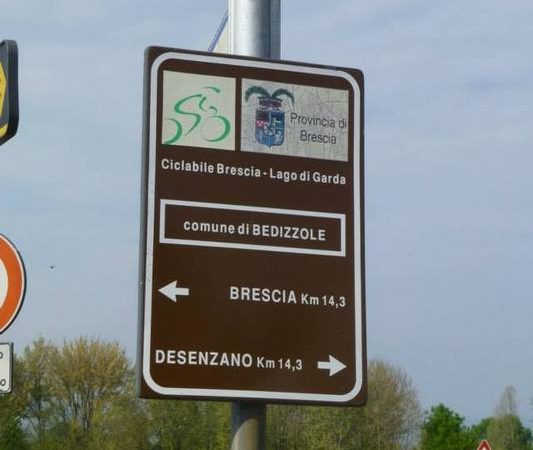 Provincia di
Brescia
Ciclabile Brescia - Lago di Garda
comune di BEDIZZOLE
BRESCIA Km 14,3
DESENZANO Km 14,3